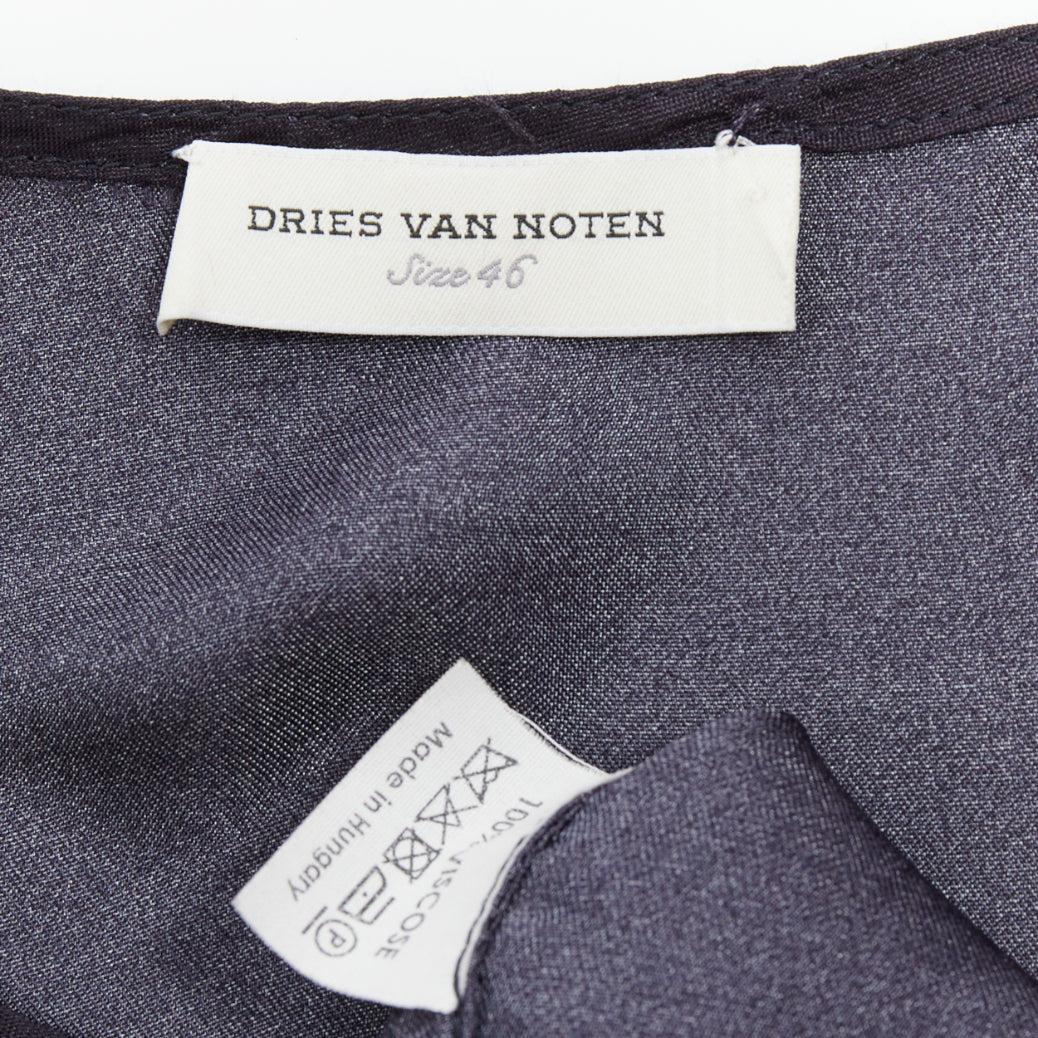 DRIES VAN NOTEN
Size 46
100% VISCOSE
Made in Hungary
P